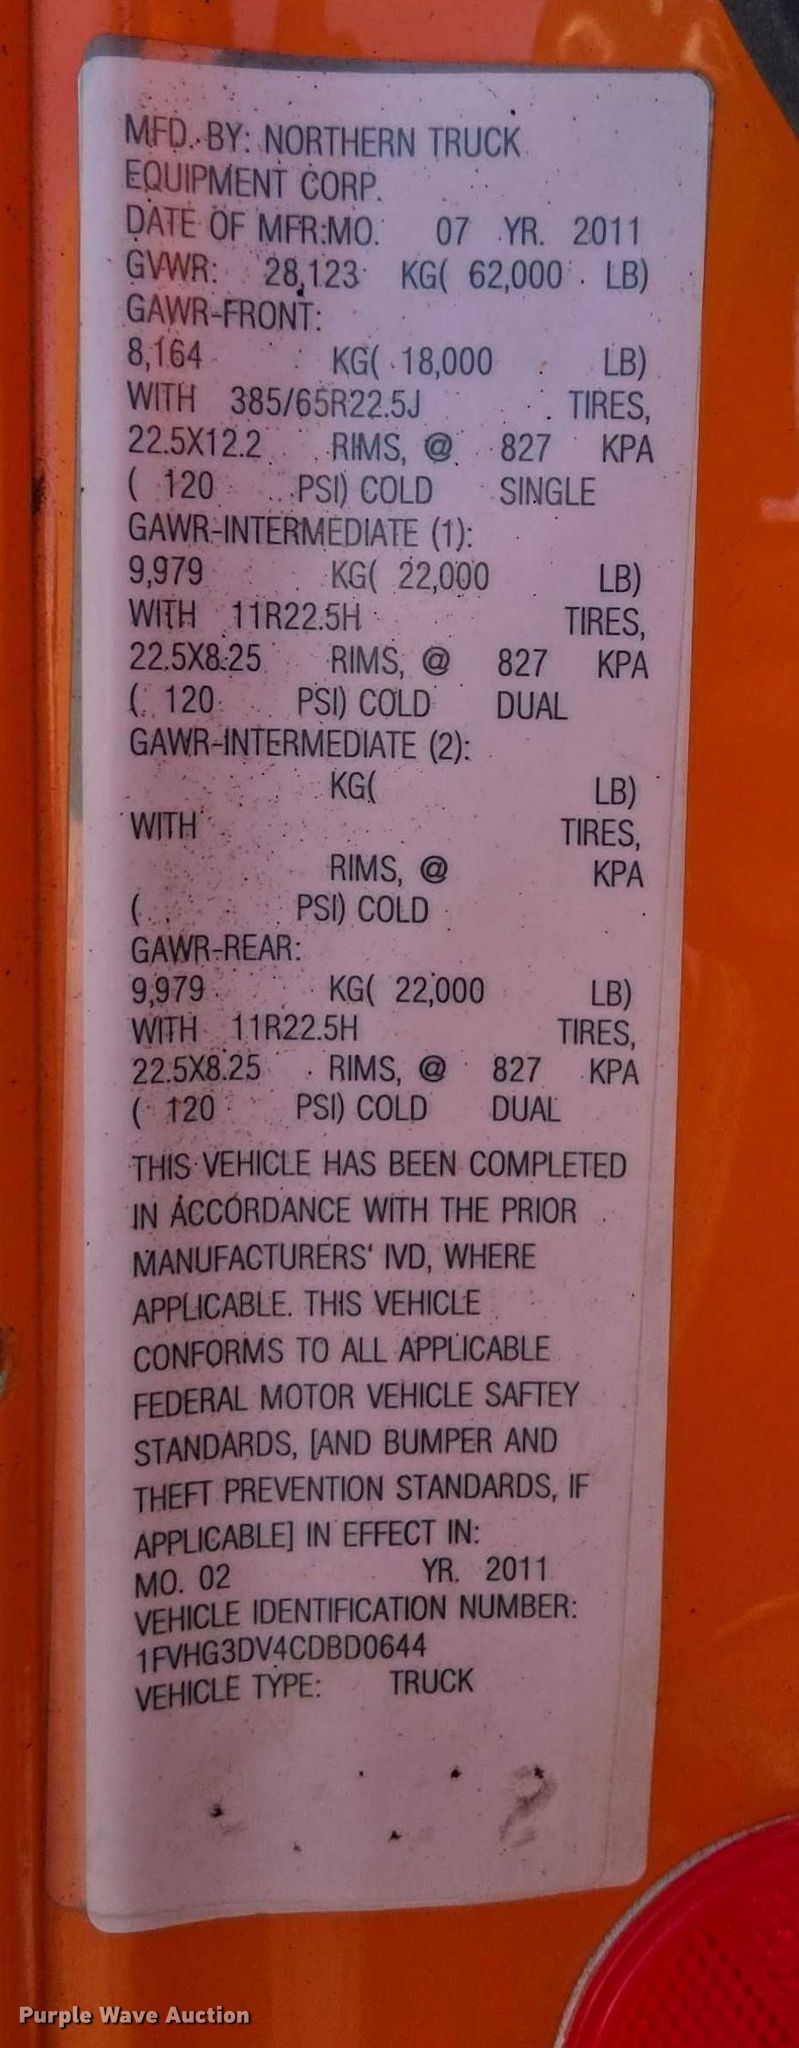 MFD. BY: NORTHERN TRUCK
EQUIPMENT CORP.
DATE OF MFR:MO. 07 YR. 2011
GVWR: 28,123 KG( 62,000 LB)
GAWR-FRONT:
8,164 KG( 18,000 LB)
WITH 385/65R22.5J TIRES,
22.5X12.2 RIMS, @ 827 KPA
( 120 PSI) COLD SINGLE
GAWR-INTERMEDIATE (1):
9,979 KG( 22,000 LB)
WITH 11R22.5H TIRES,
22.5X8.25 RIMS, @ 827 KPA
( 120 PSI) COLD DUAL
GAWR-INTERMEDIATE (2):
KG( LB)
WITH TIRES,
RIMS, @ KPA
( PSI) COLD
GAWR-REAR:
9,979 KG( 22,000 LB)
WITH 11R22.5H TIRES,
22.5X8.25 RIMS, @ 827 KPA
( 120 PSI) COLD DUAL
THIS VEHICLE HAS BEEN COMPLETED
IN ACCORDANCE WITH THE PRIOR
MANUFACTURERS' IVD, WHERE
APPLICABLE. THIS VEHICLE
CONFORMS TO ALL APPLICABLE
FEDERAL MOTOR VEHICLE SAFTEY
STANDARDS, [AND BUMPER AND
THEFT PREVENTION STANDARDS, IF
APPLICABLE] IN EFFECT IN:
MO. 02 YR. 2011
VEHICLE IDENTIFICATION NUMBER:
1FVHG3DV4CDBD0644
VEHICLE TYPE: TRUCK
Purple Wave Auction